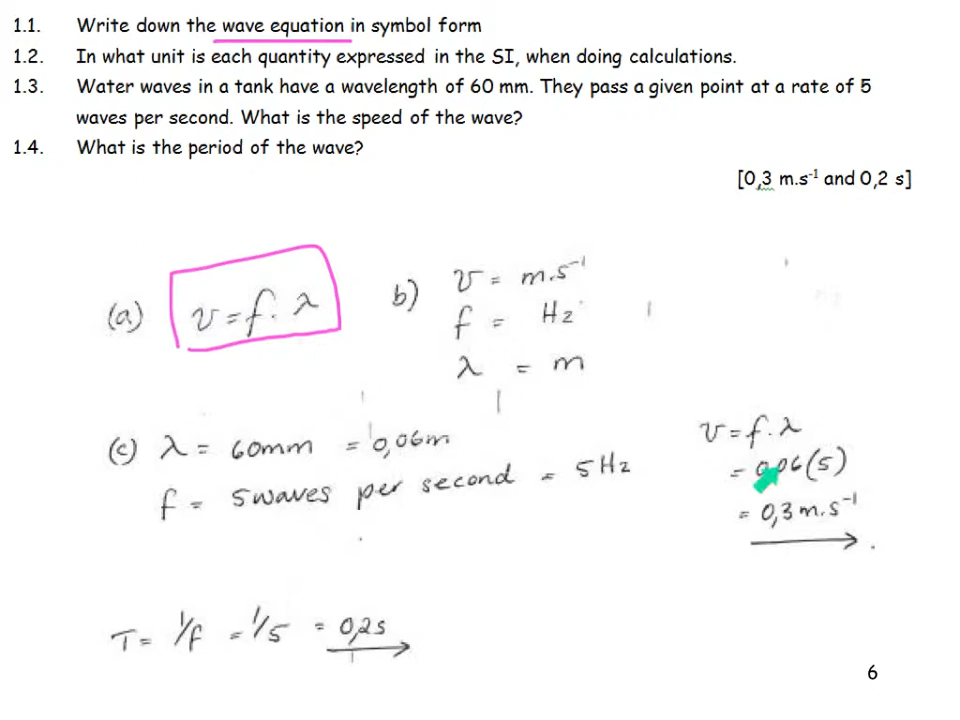 1.1. Write down the wave equation in symbol form
1.2. In what unit is each quantity expressed in the SI, when doing calculations.
1.3. Water waves in a tank have a wavelength of 60 mm. They pass a given point at a rate of 5
waves per second. What is the speed of the wave?
1.4. What is the period of the wave?
[0,3 m.s⁻¹ and 0,2 s]
(a) v = f. λ
b) v = m.s⁻¹
f = Hz
λ = m
(c) λ = 60mm = 0,06m
f = 5 waves per second = 5 Hz
v = f. λ
= 0,06(5)
= 0,3 m.s⁻¹
T = 1/f = 1/5 = 0,2s
6